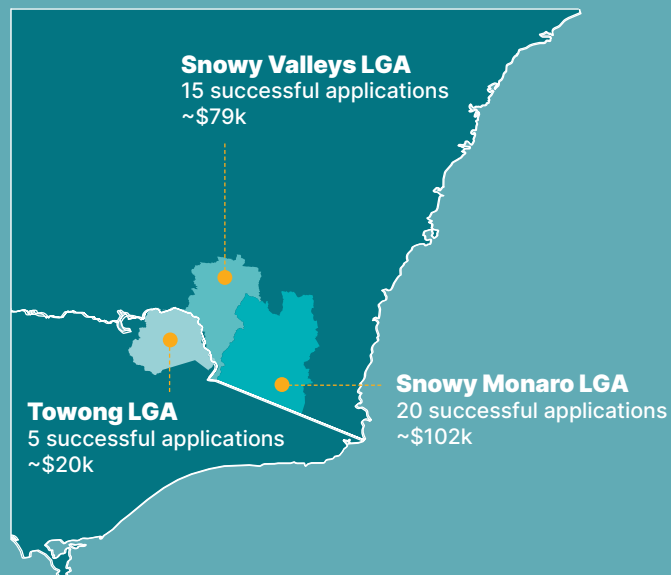 Snowy Valleys LGA
15 successful applications
~$79k
Snowy Monaro LGA
20 successful applications
~$102k
Towong LGA
5 successful applications
~$20k